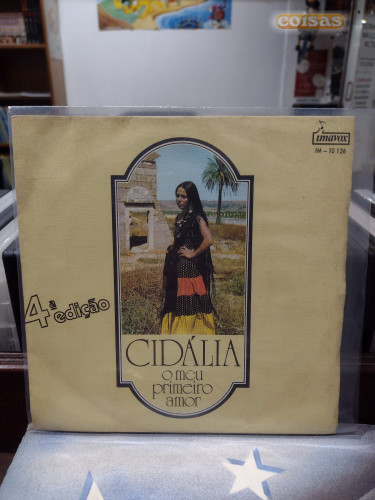 coisas
imavox
IM - 10 126
4ª edição
CIDÁLIA
o meu
primeiro
amor